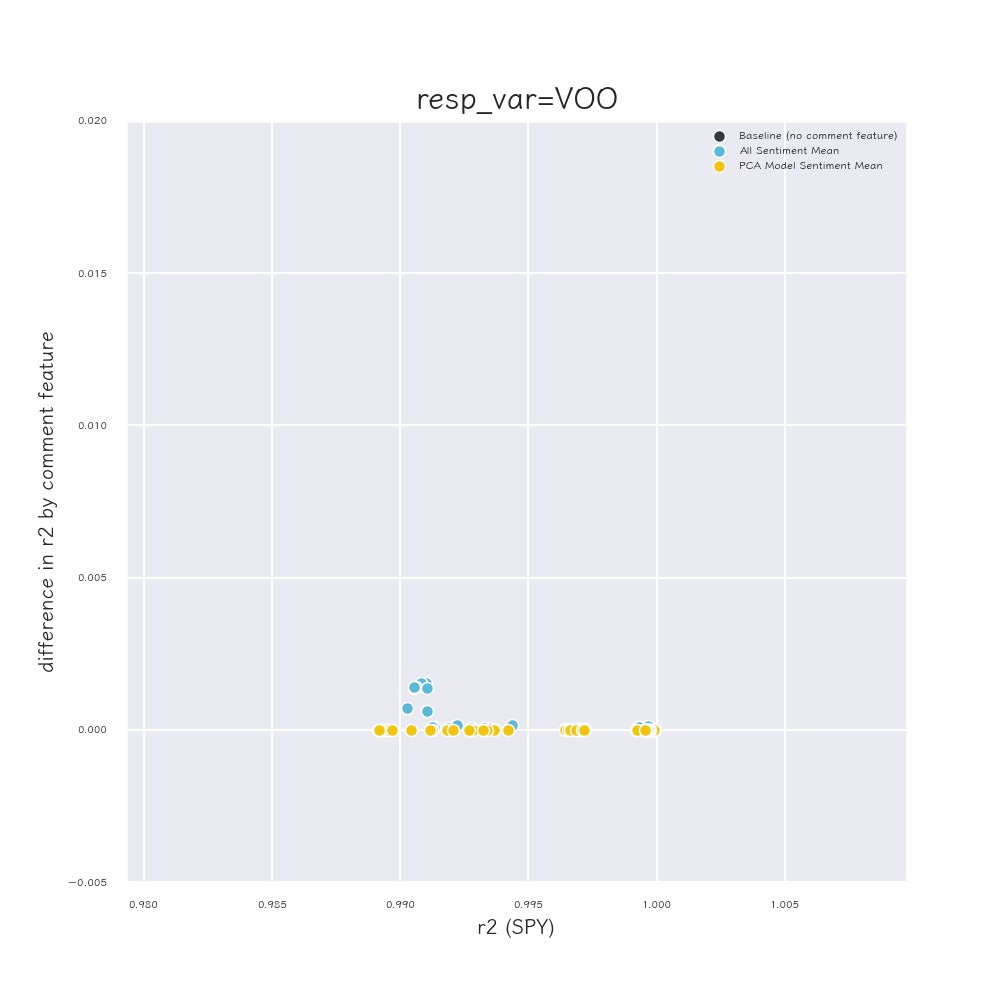 resp_var=VOO
0.020
0.015
0.010
0.005
0.000
−0.005
difference in r2 by comment feature
Baseline (no comment feature)
All Sentiment Mean
PCA Model Sentiment Mean
0.980 0.985 0.990 0.995 1.000 1.005
r2 (SPY)